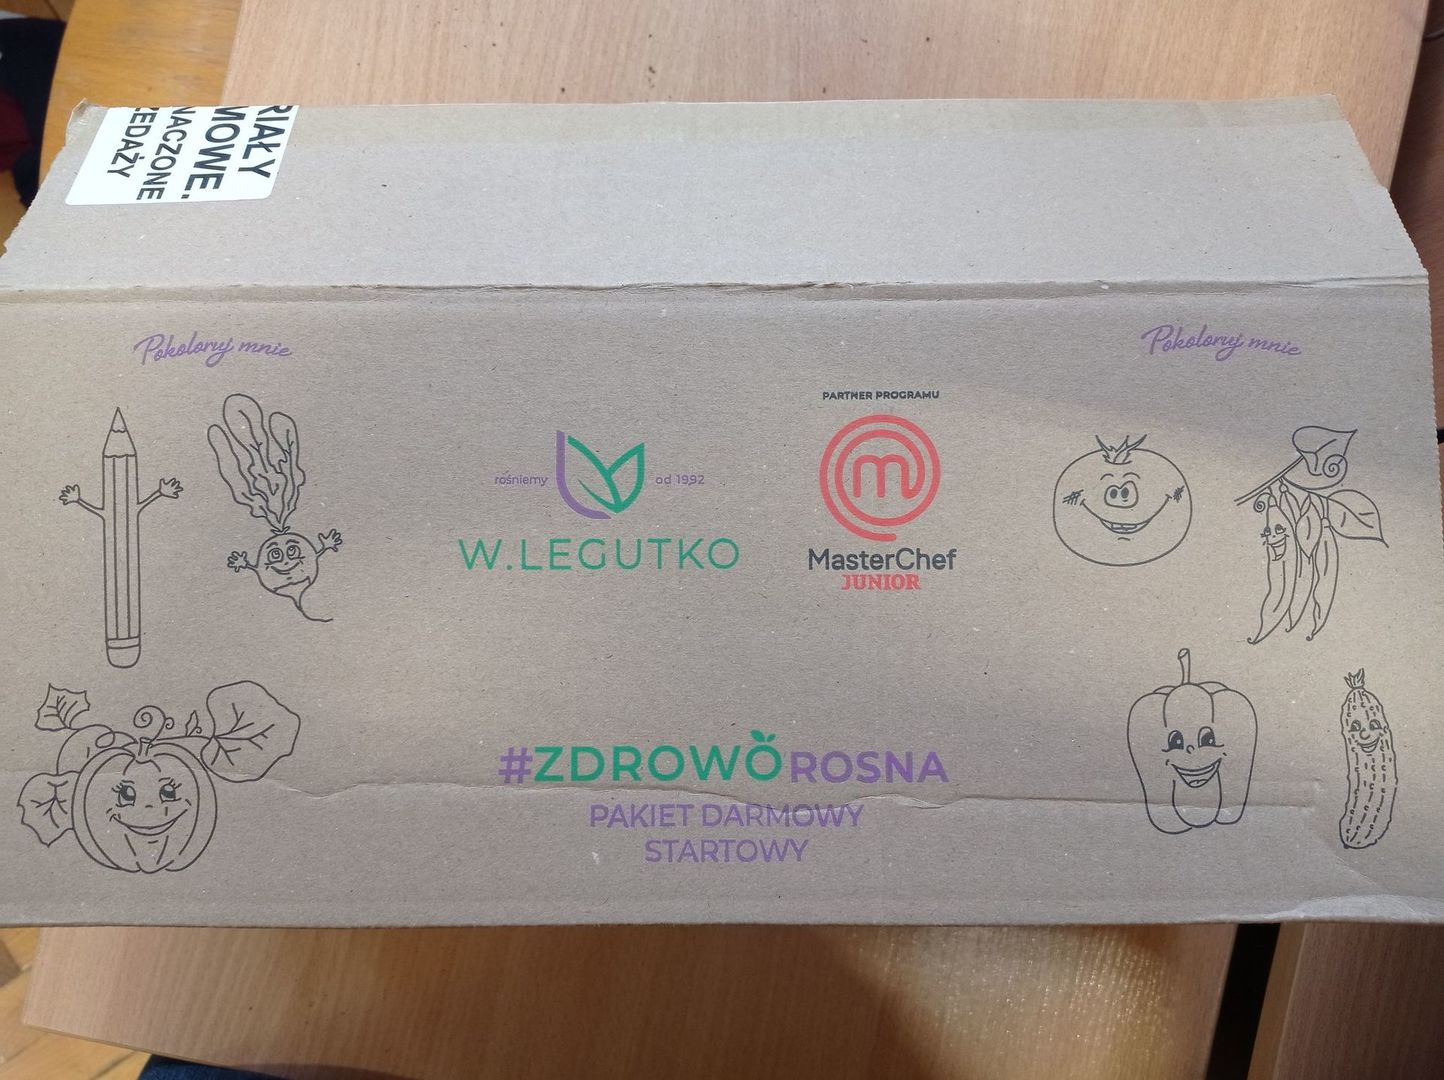 RIAŁY
MOWE.
NACZONE
ZEDAŻY
Pokoloruj mnie
Pokoloruj mnie
rośniemy od 1992
W.LEGUTKO
PARTNER PROGRAMU
MasterChef
JUNIOR
#ZDROWOROSNA
PAKIET DARMOWY
STARTOWY